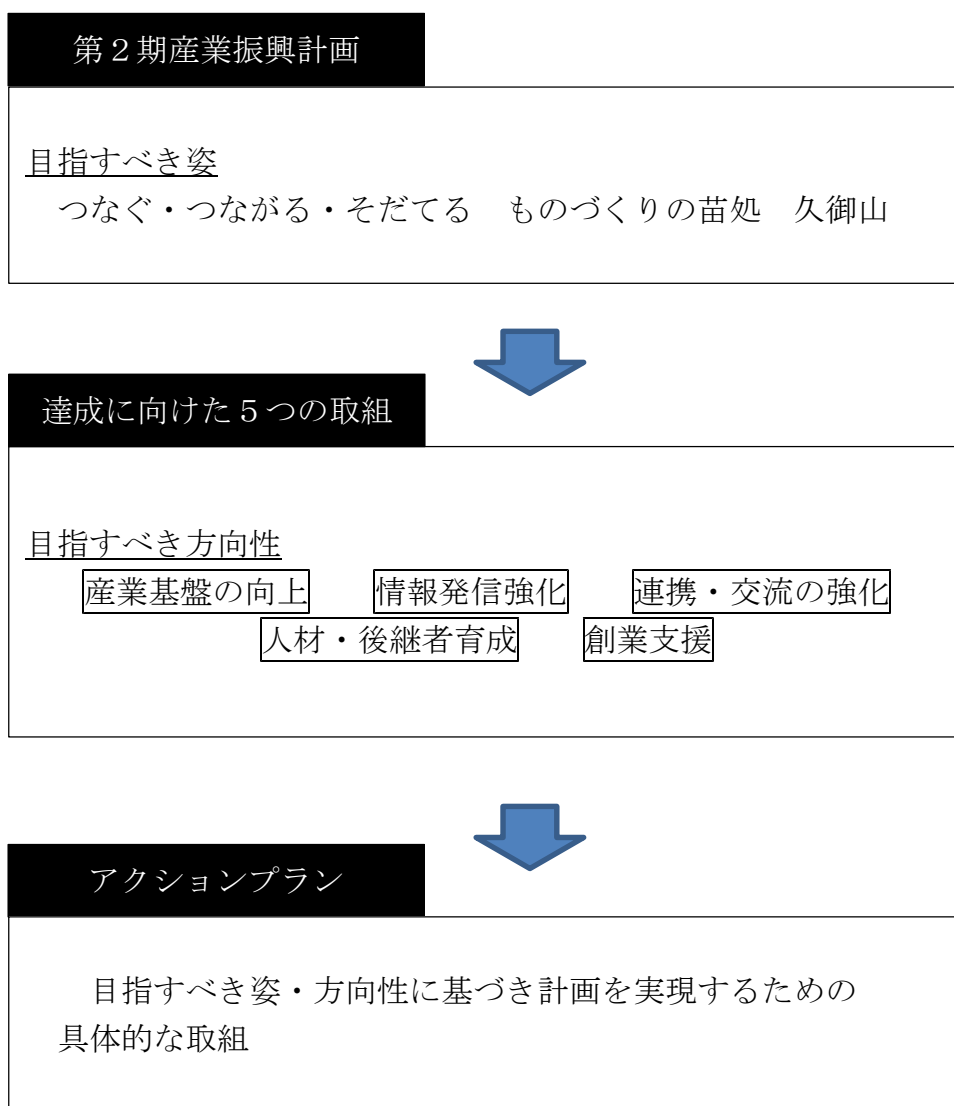 第２期産業振興計画
目指すべき姿
つなぐ・つながる・そだてる　ものづくりの苗処　久御山
達成に向けた５つの取組
目指すべき方向性
産業基盤の向上　　情報発信強化　　連携・交流の強化
人材・後継者育成　　創業支援
アクションプラン
目指すべき姿・方向性に基づき計画を実現するための
具体的な取組